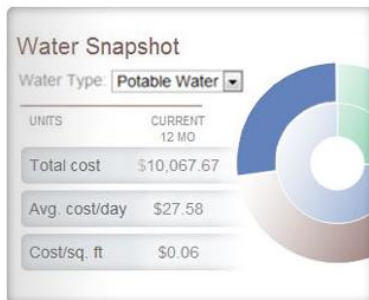 Water Snapshot
Water Type: Potable Water
UNITS CURRENT
12 MO
Total cost $10,067.67
Avg. cost/day $27.58
Cost/sq. ft $0.06